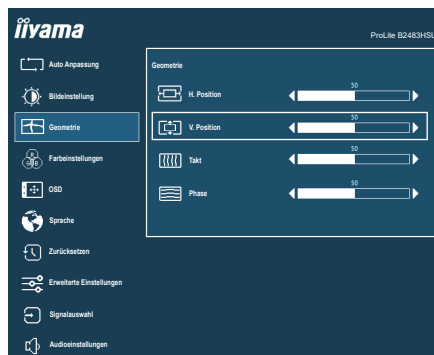 iiyama
ProLite B2483HSU
Auto Anpassung
Geometrie
50
H. Position
Bildeinstellung
50
V. Position
Geometrie
50
Takt
Farbeinstellungen
R
G B
50
Phase
OSD
Sprache
Zurücksetzen
Erweiterte Einstellungen
Signalauswahl
Audioeinstellungen